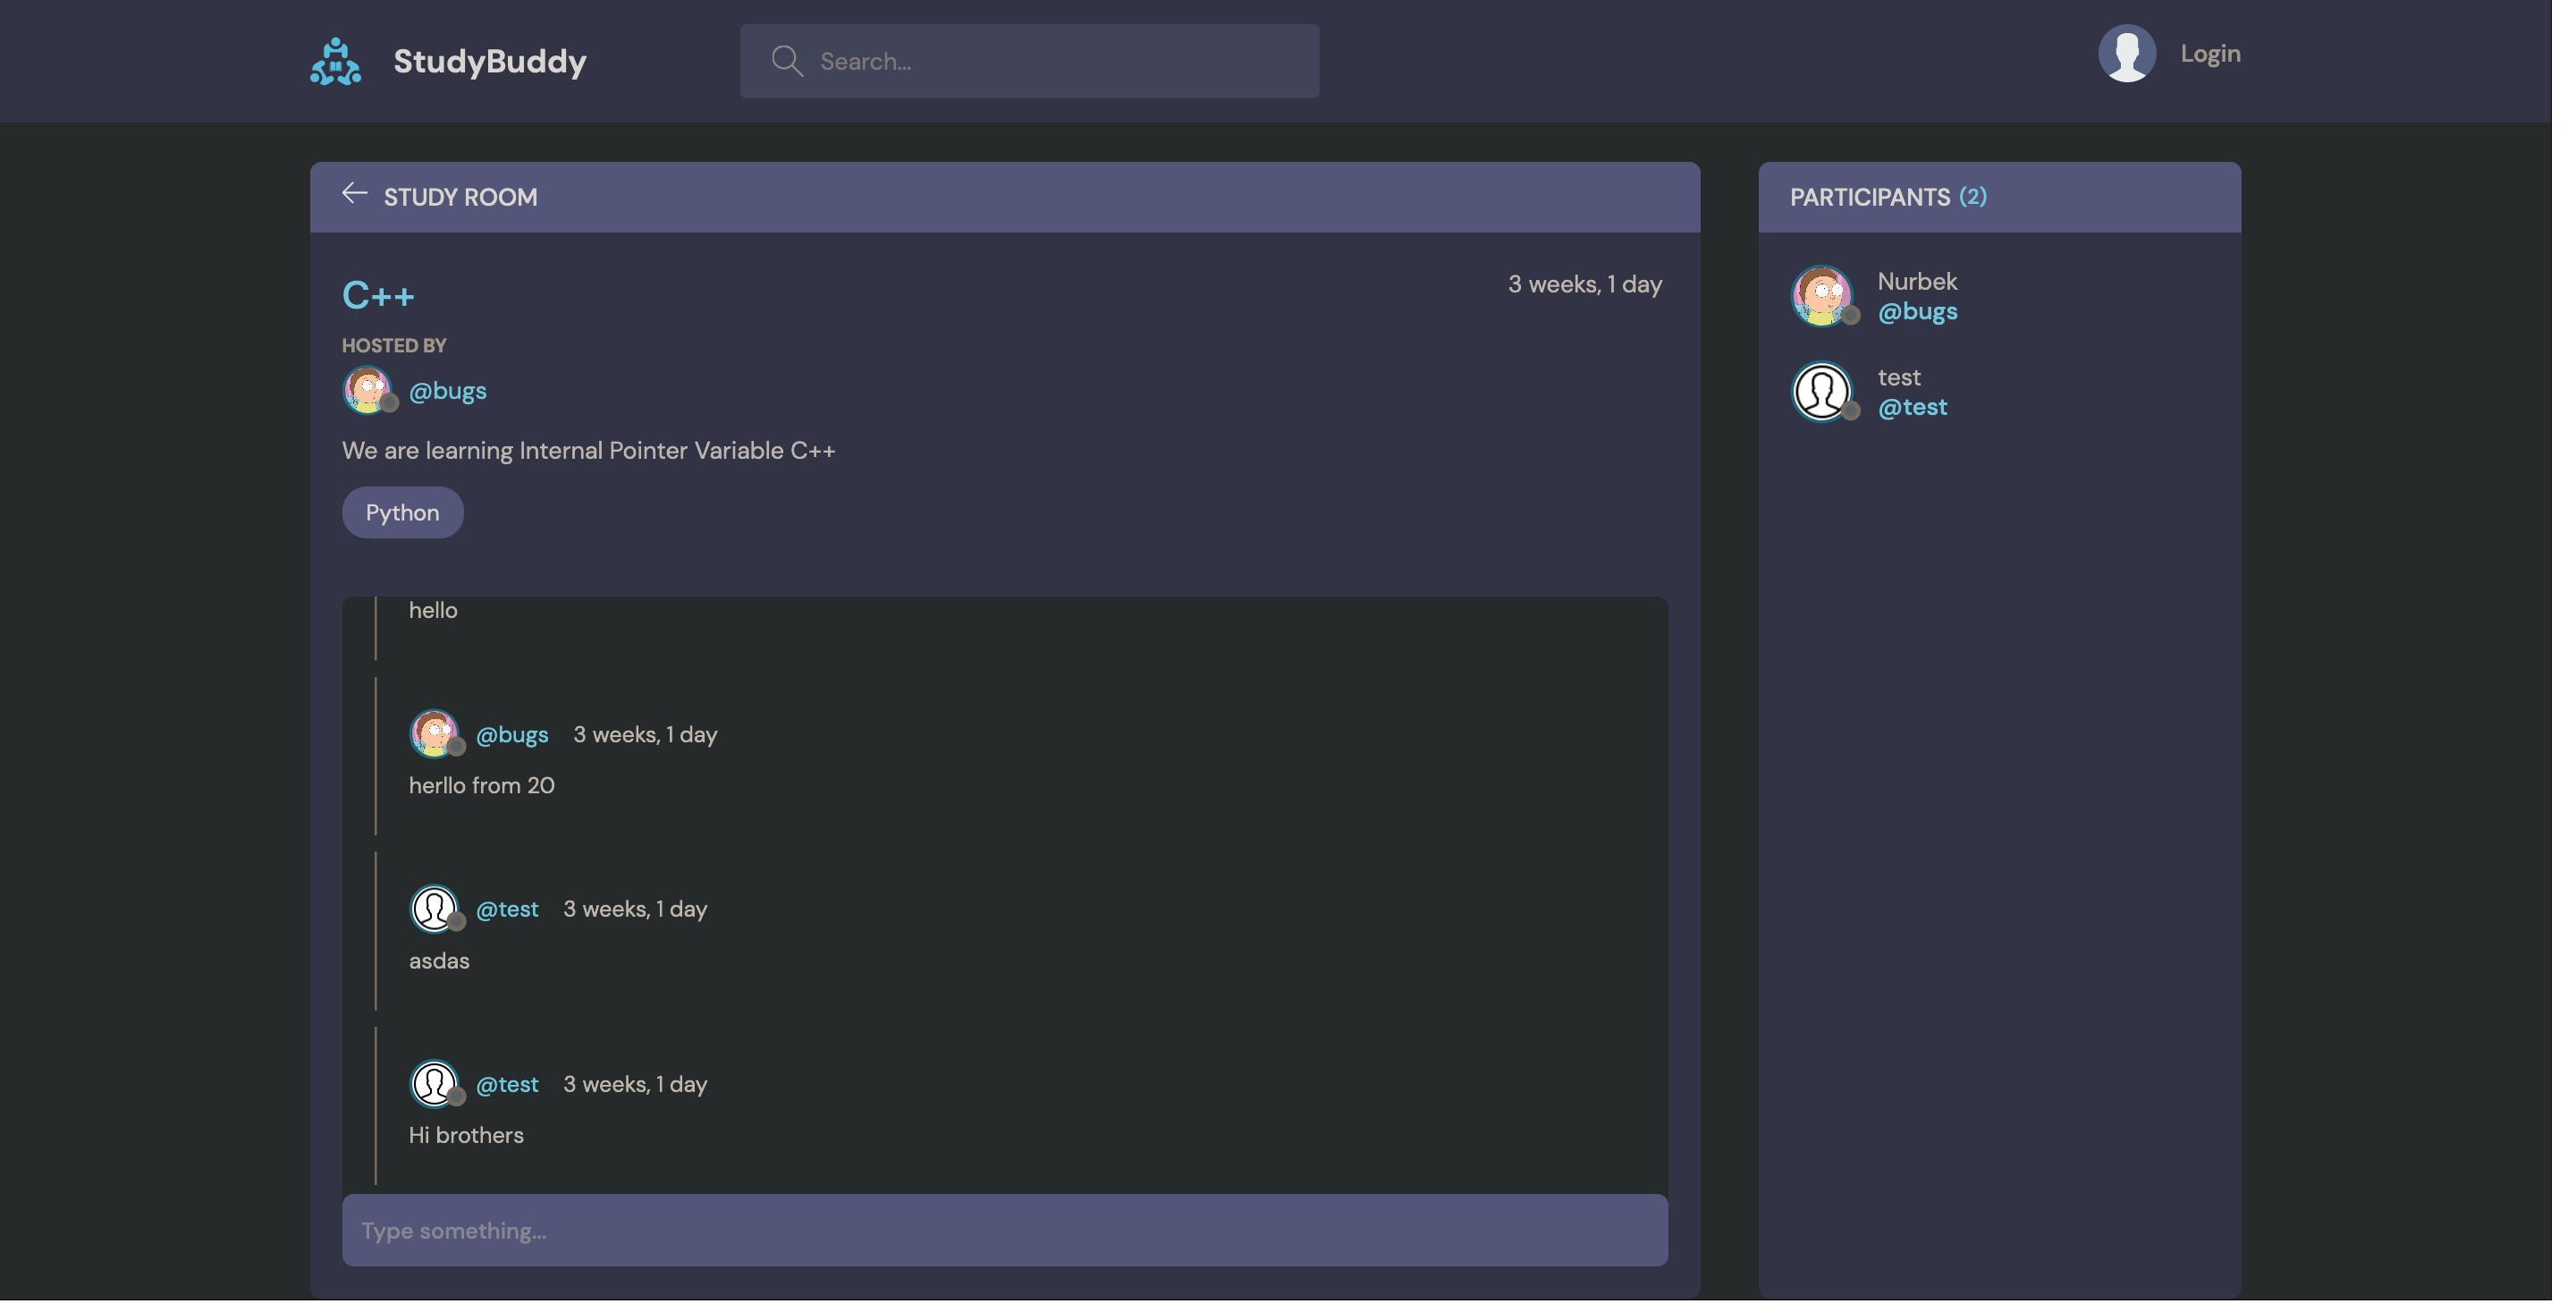 StudyBuddy
Search...
Login
STUDY ROOM
C++
3 weeks, 1 day
HOSTED BY
@bugs
We are learning Internal Pointer Variable C++
Python
hello
@bugs 3 weeks, 1 day
herllo from 20
@test 3 weeks, 1 day
asdas
@test 3 weeks, 1 day
Hi brothers
Type something...
PARTICIPANTS (2)
Nurbek
@bugs
test
@test